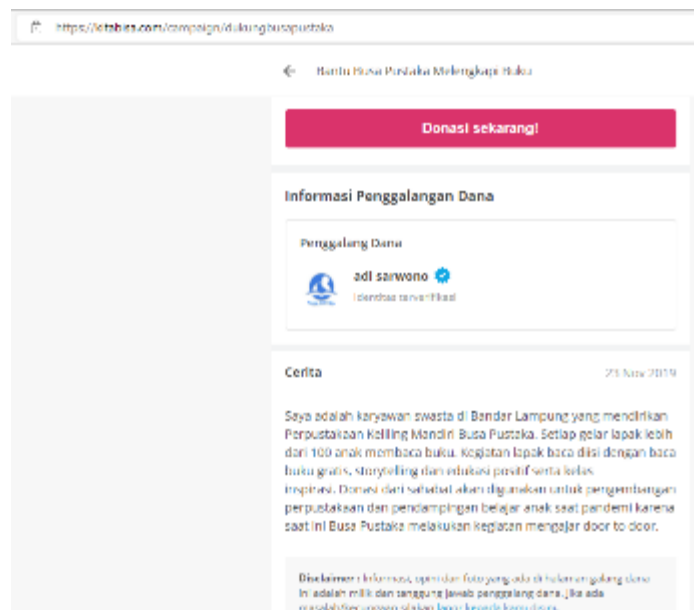 https://kitabisa.com/campaign/dukungbusapustaka
Bantu Busa Pustaka Melengkapi Buku
Donasi sekarang!
Informasi Penggalangan Dana
Penggalang Dana
adi sarwono
Identitas terverifikasi
Cerita
23 Nov 2019
Saya adalah karyawan swasta di Bandar Lampung yang mendirikan
Perpustakaan Keliling Mandiri Busa Pustaka. Setiap gelar lapak lebih
dari 100 anak membaca buku. Kegiatan lapak baca diisi dengan baca
buku gratis, storytelling dan edukasi positif serta kelas
inspirasi. Donasi dari sahabat akan digunakan untuk pengembangan
perpustakaan dan pendampingan belajar anak saat pandemi karena
saat ini Busa Pustaka melakukan kegiatan mengajar door to door.
Disclaimer : Informasi, opini dan foto yang ada di halaman galang dana
ini adalah milik dan tanggung jawab penggalang dana. Jika ada